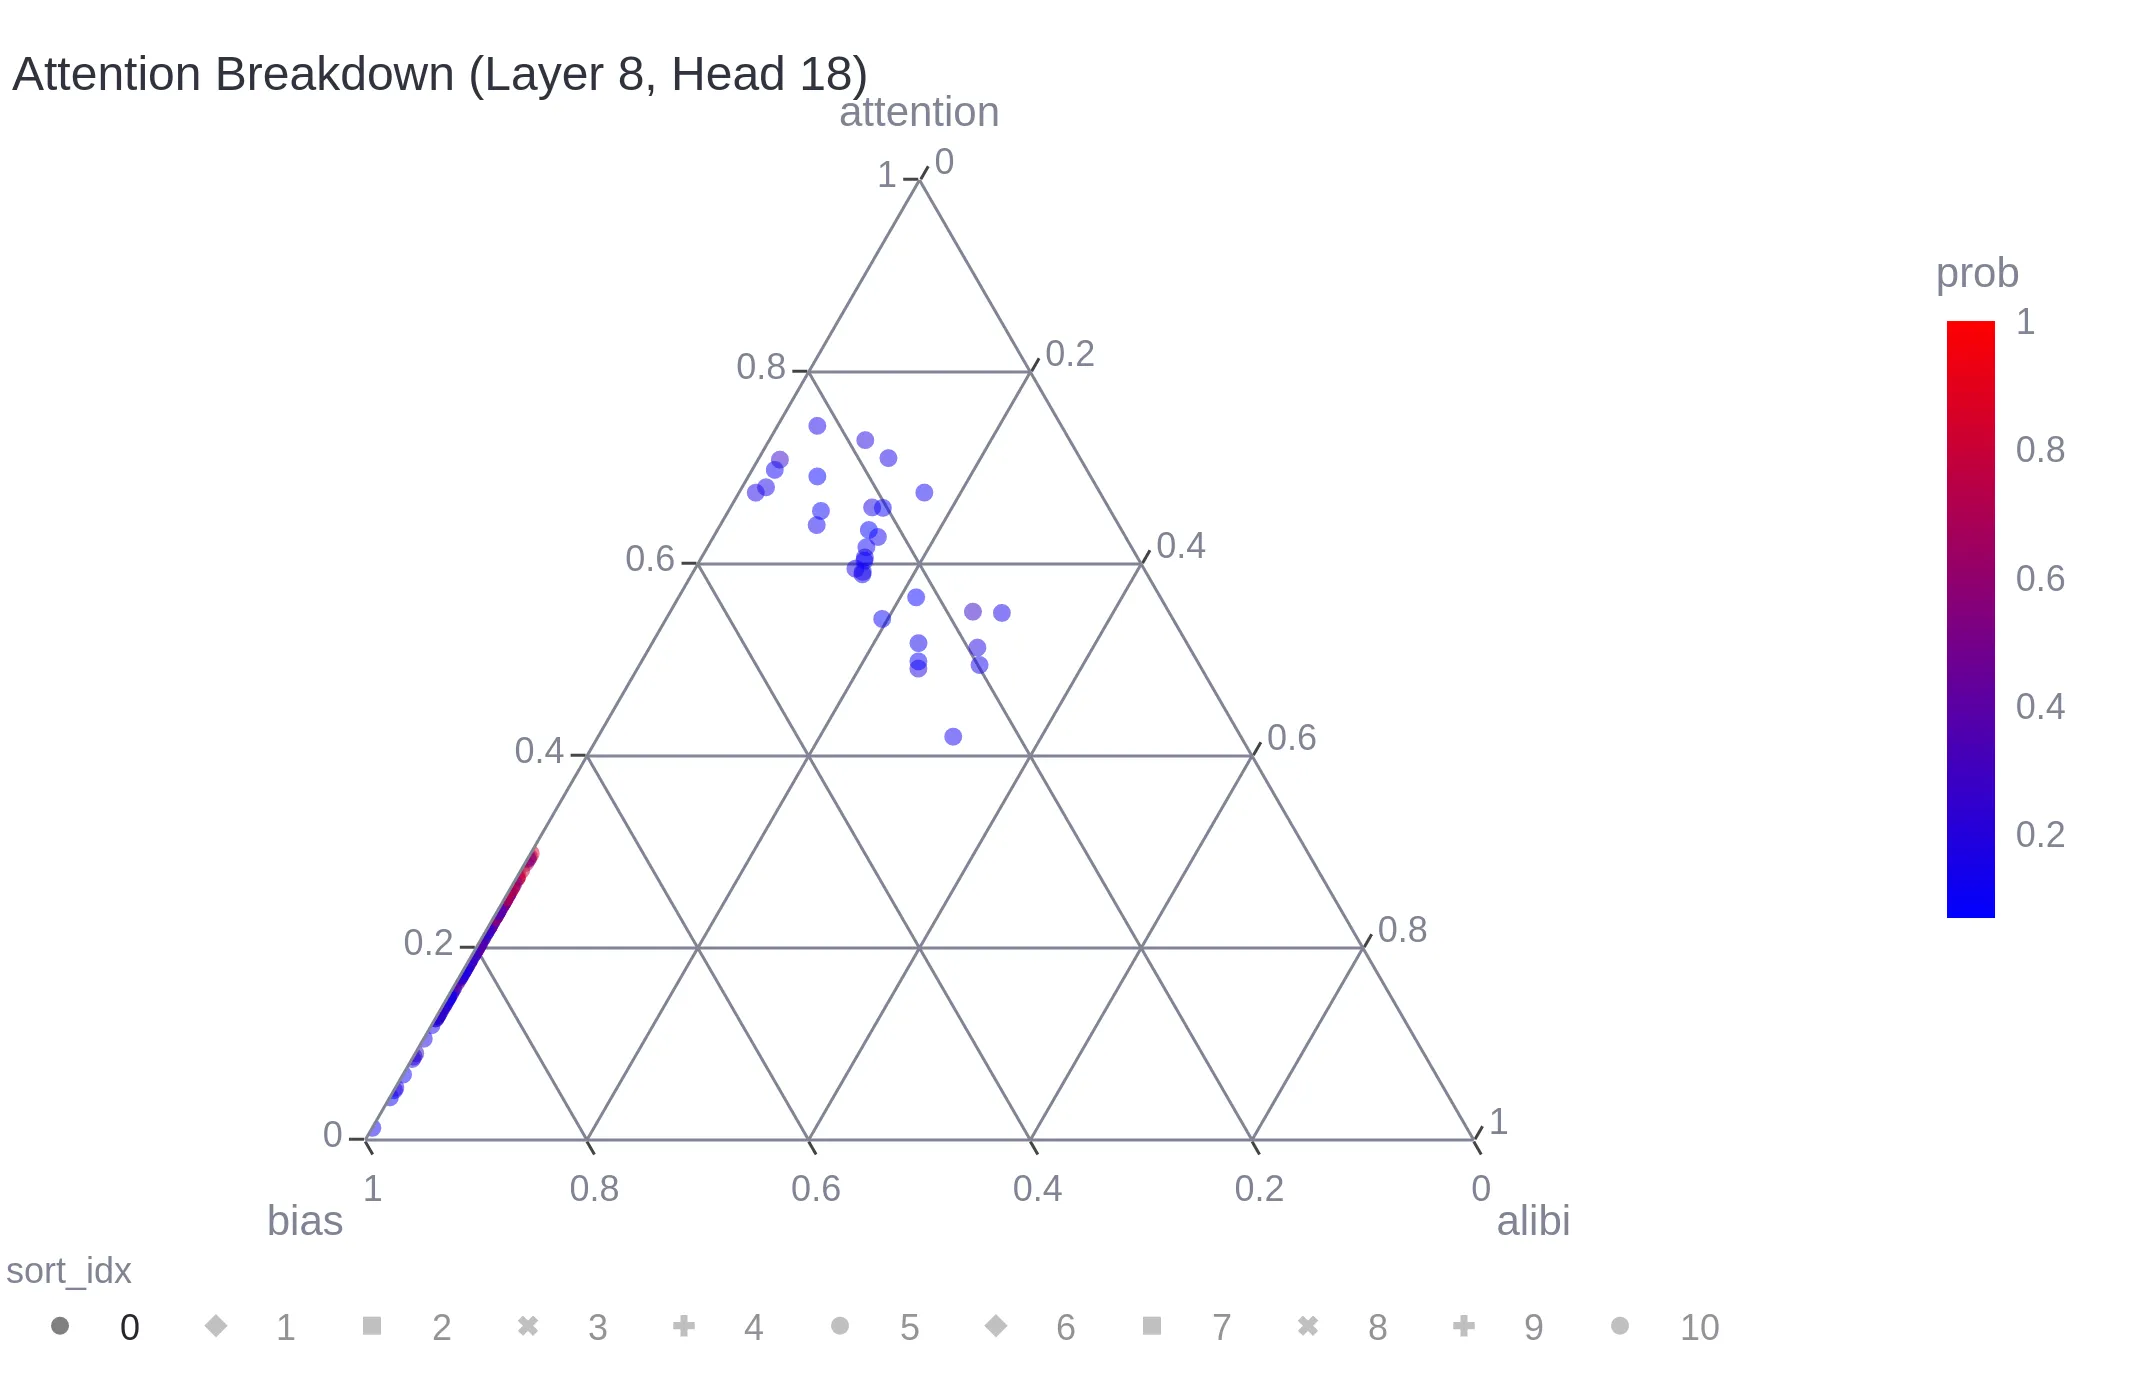 Attention Breakdown (Layer 8, Head 18)
attention
1 0
prob
1
0.8 0.2
0.8
0.6 0.4
0.6
0.4 0.6
0.4
0.2 0.8
0.2
0 1
1 0.8 0.6 0.4 0.2 0
bias alibi
sort_idx
0 1 2 3 4 5 6 7 8 9 10